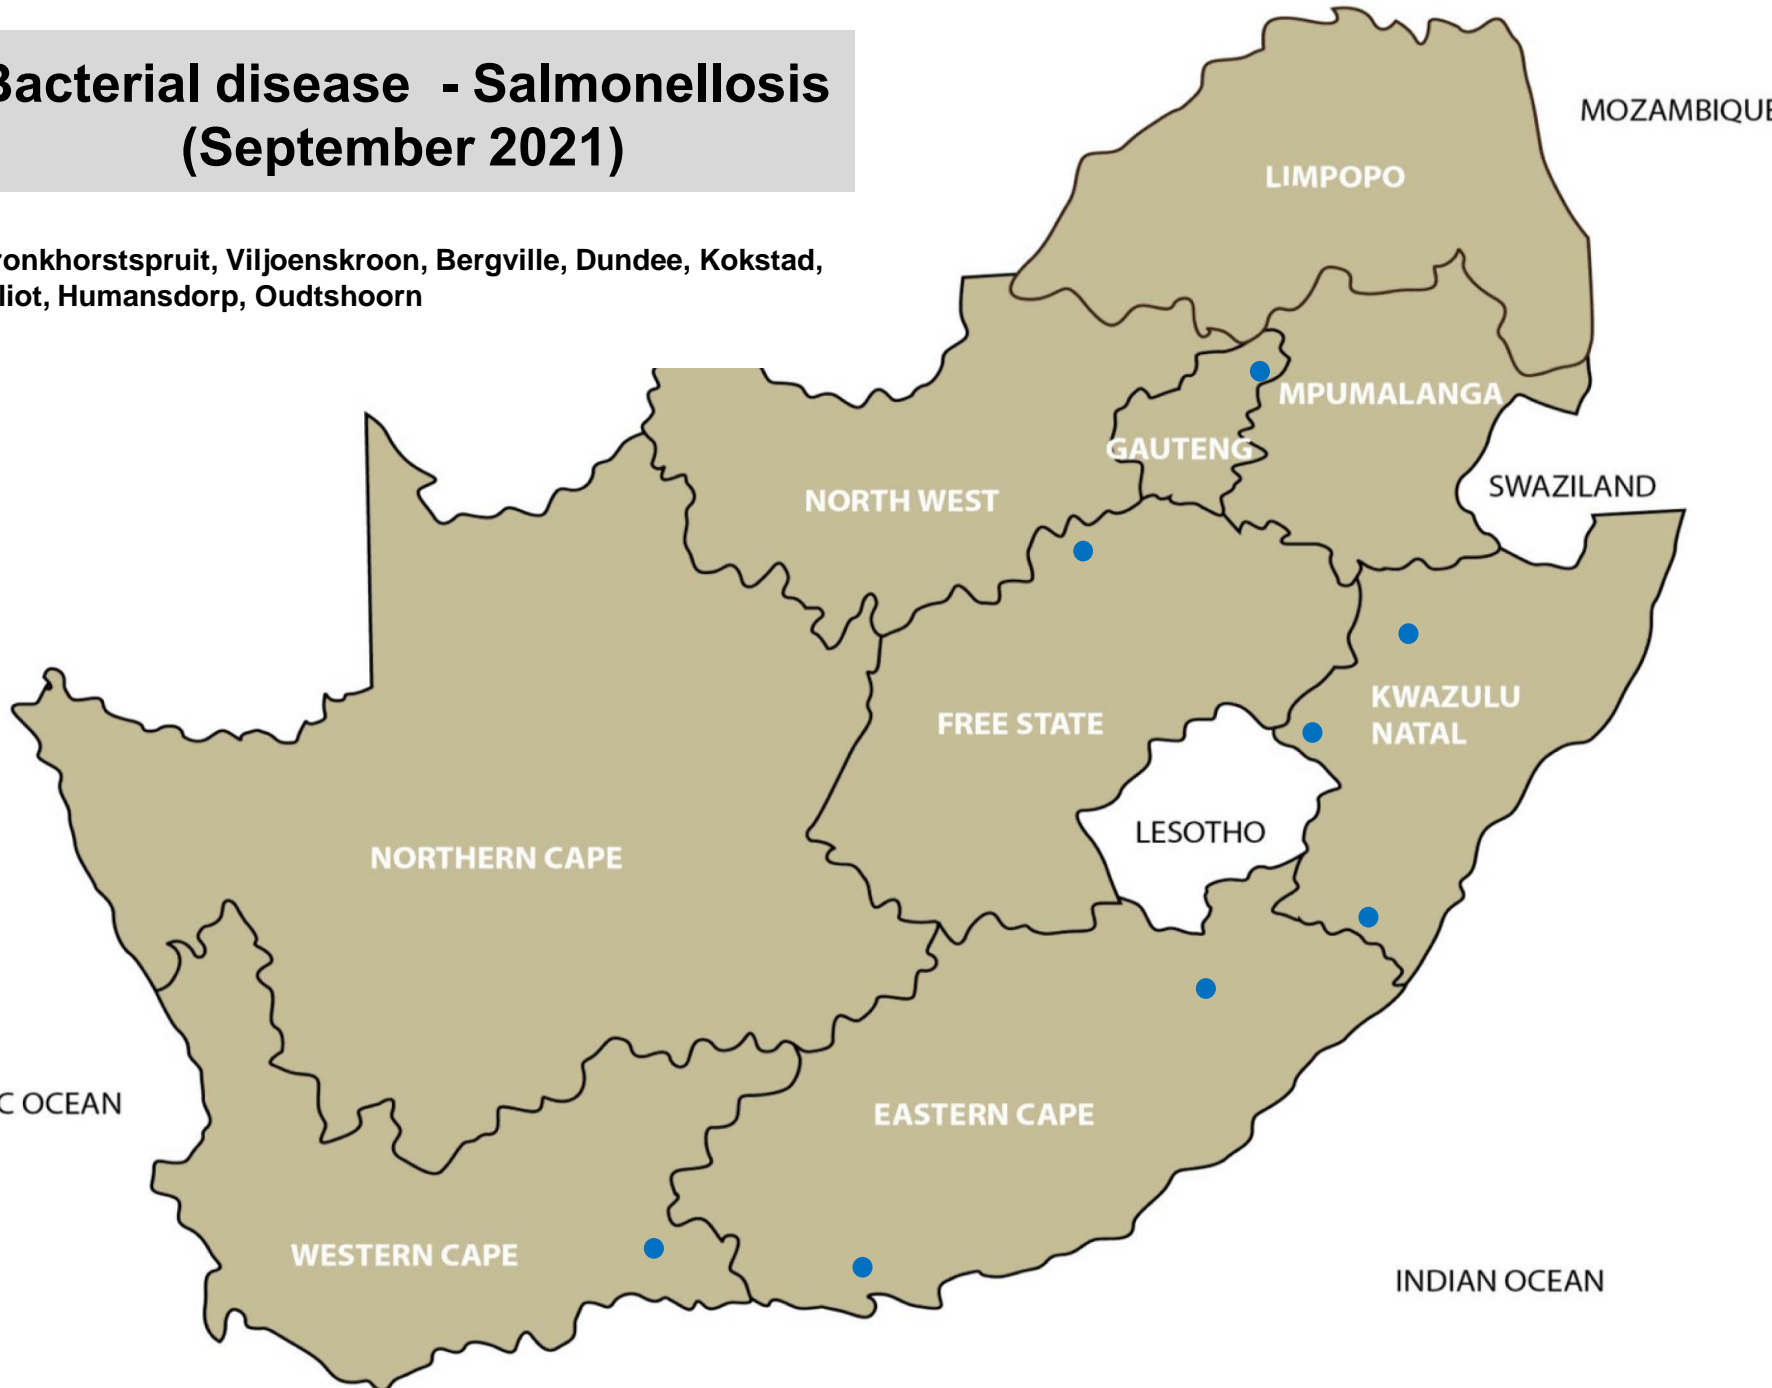 Bacterial disease - Salmonellosis
(September 2021)
ronkhorstspruit, Viljoenskroon, Bergville, Dundee, Kokstad,
liot, Humansdorp, Oudtshoorn
MOZAMBIQUE
LIMPOPO
MPUMALANGA
GAUTENG
SWAZILAND
NORTH WEST
KWAZULU
NATAL
FREE STATE
LESOTHO
NORTHERN CAPE
C OCEAN
EASTERN CAPE
WESTERN CAPE
INDIAN OCEAN